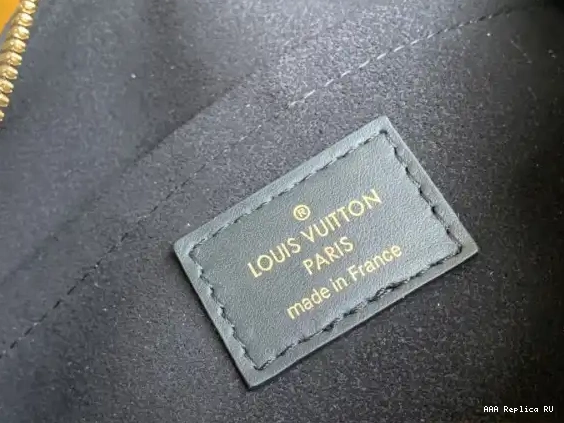 ®
LOUIS VUITTON
PARIS
made in France
AAA Replica RU